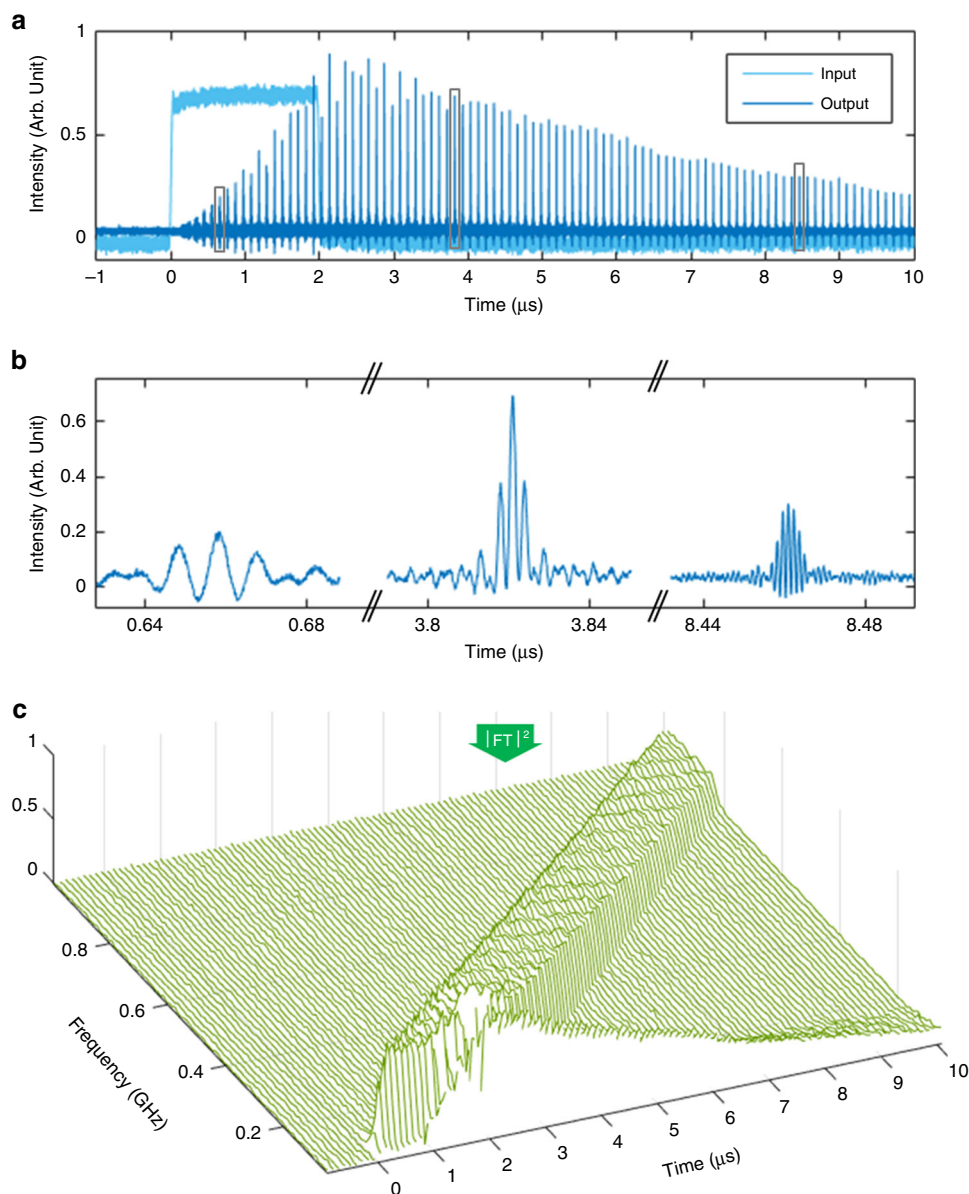 a
Intensity (Arb. Unit)
1
0.5
0
Input
Output
−1 0 1 2 3 4 5 6 7 8 9 10
Time (μs)
b
Intensity (Arb. Unit)
0.6
0.4
0.2
0
0.64 0.68 3.8 3.84 8.44 8.48
Time (μs)
c
|FT|²
1
0.5
0
0.8
0.6
0.4
0.2
Frequency (GHz)
0 1 2 3 4 5 6 7 8 9 10
Time (μs)